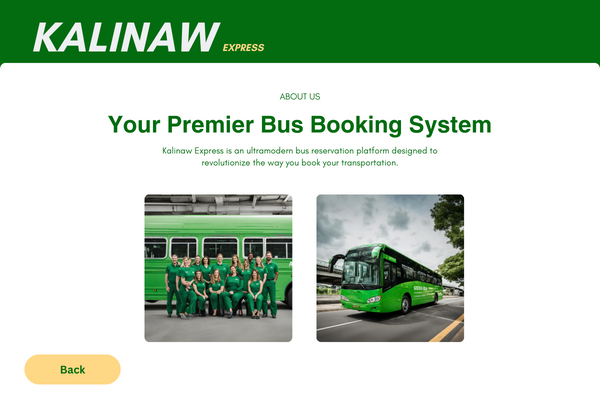 KALINAW EXPRESS
ABOUT US
Your Premier Bus Booking System
Kalinaw Express is an ultramodern bus reservation platform designed to
revolutionize the way you book your transportation.
Back